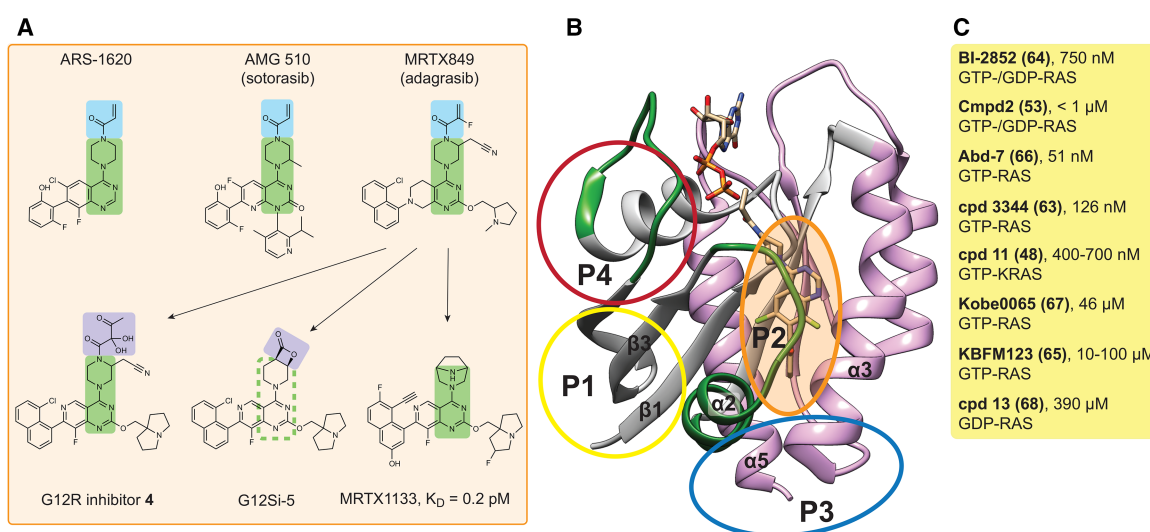 A
ARS-1620
AMG 510
(sotorasib)
MRTX849
(adagrasib)
G12R inhibitor 4
G12Si-5
MRTX1133, K_D = 0.2 pM
B
P4
P1
P2
P3
β3
β1
α2
α3
α5
C
BI-2852 (64), 750 nM
GTP-/GDP-RAS
Cmpd2 (53), < 1 μM
GTP-/GDP-RAS
Abd-7 (66), 51 nM
GTP-RAS
cpd 3344 (63), 126 nM
GTP-RAS
cpd 11 (48), 400-700 nM
GTP-KRAS
Kobe0065 (67), 46 μM
GTP-RAS
KBFM123 (65), 10-100 μM
GTP-RAS
cpd 13 (68), 390 μM
GDP-RAS